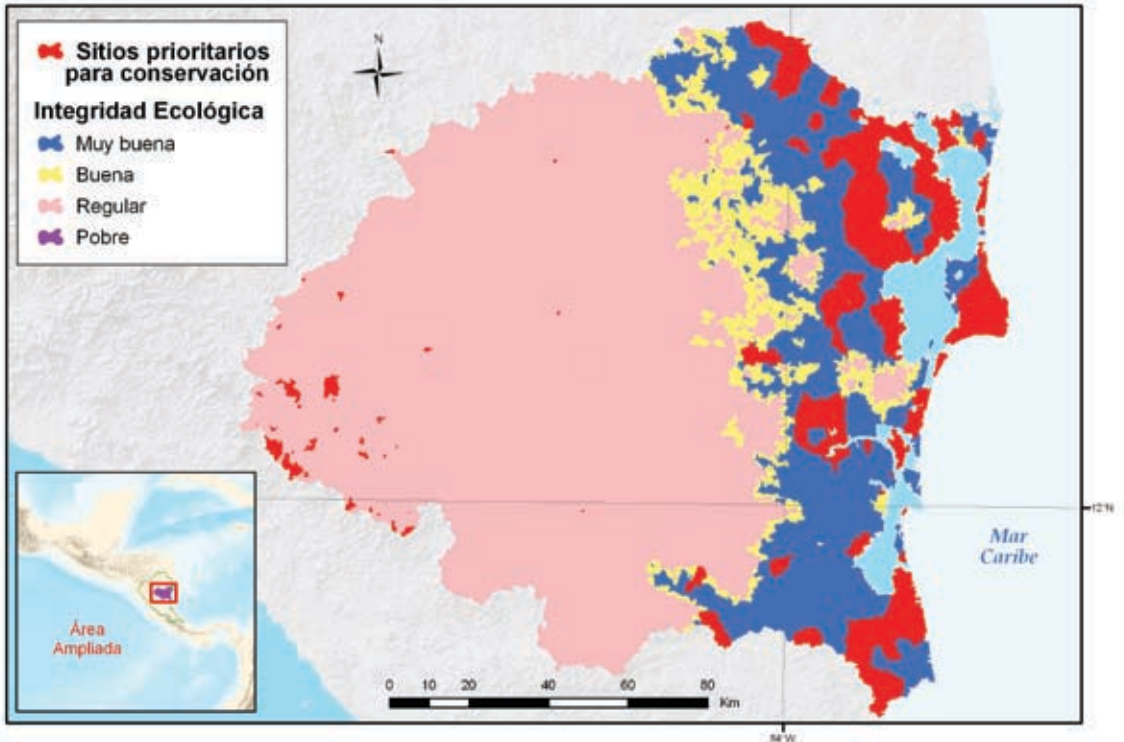 Sitios prioritarios
para conservación
Integridad Ecológica
Muy buena
Buena
Regular
Pobre
N
12°N
Mar
Caribe
Área
Ampliada
0 10 20 40 60 80
Km
84°W